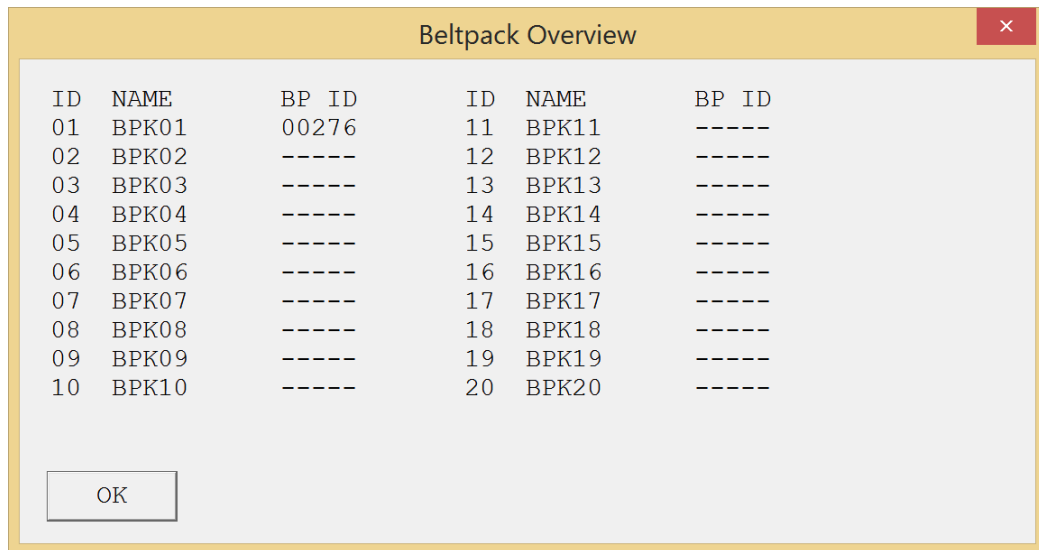 Beltpack Overview
ID NAME BP ID ID NAME BP ID
01 BPK01 00276 11 BPK11 -----
02 BPK02 ----- 12 BPK12 -----
03 BPK03 ----- 13 BPK13 -----
04 BPK04 ----- 14 BPK14 -----
05 BPK05 ----- 15 BPK15 -----
06 BPK06 ----- 16 BPK16 -----
07 BPK07 ----- 17 BPK17 -----
08 BPK08 ----- 18 BPK18 -----
09 BPK09 ----- 19 BPK19 -----
10 BPK10 ----- 20 BPK20 -----
OK